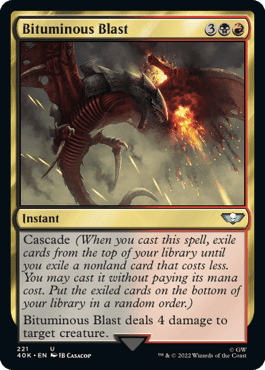 Bituminous Blast 3
Instant
Cascade (When you cast this spell, exile
cards from the top of your library until
you exile a nonland card that costs less.
You may cast it without paying its mana
cost. Put the exiled cards on the bottom of
your library in a random order.)
Bituminous Blast deals 4 damage to
target creature.
221 U © GW
40K • EN JB CASACOP ™ & © 2022 Wizards of the Coast